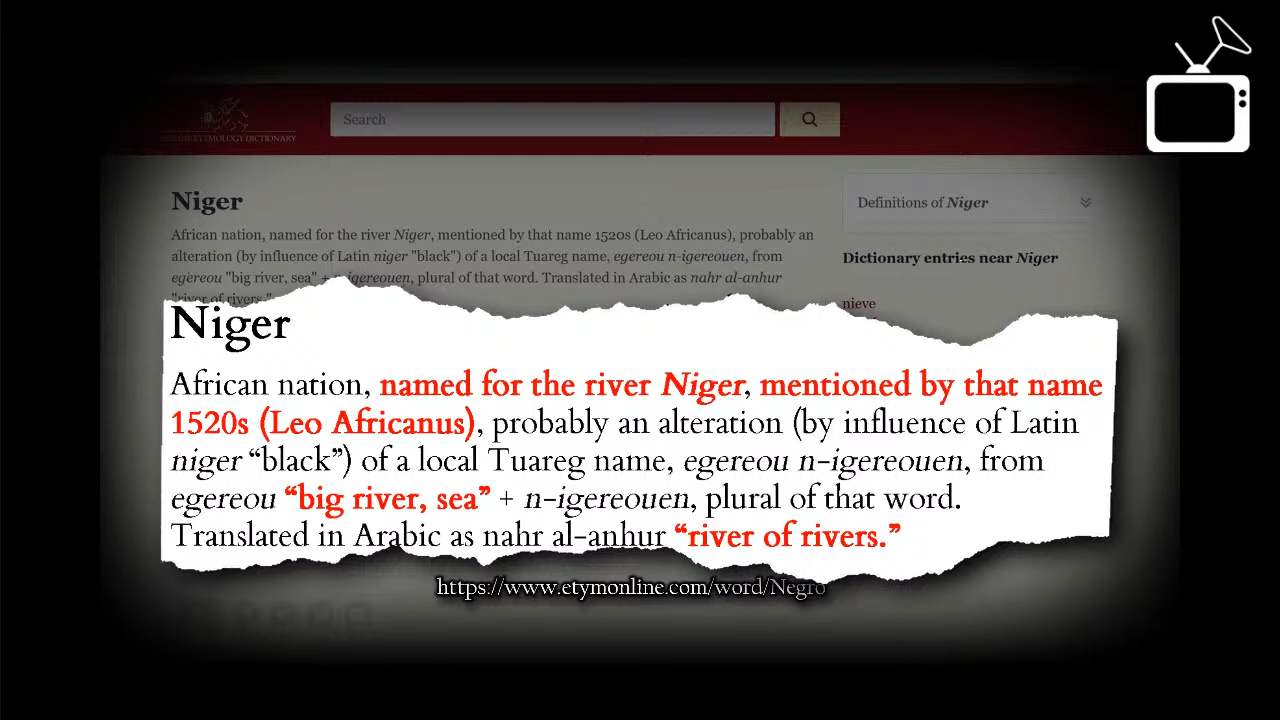 Search
ETYMOLOGY DICTIONARY
Niger
Definitions of Niger
African nation, named for the river Niger, mentioned by that name 1520s (Leo Africanus), probably an
alteration (by influence of Latin niger "black") of a local Tuareg name, egereou n-igereouen, from
egereou "big river, sea" + n-igereouen, plural of that word. Translated in Arabic as nahr al-anhur
"river of rivers."
Dictionary entries near Niger
nieve
Niger
African nation, named for the river Niger, mentioned by that name
1520s (Leo Africanus), probably an alteration (by influence of Latin
niger “black”) of a local Tuareg name, egereou n-igereouen, from
egereou “big river, sea” + n-igereouen, plural of that word.
Translated in Arabic as nahr al-anhur “river of rivers.”
https://www.etymonline.com/word/Negro